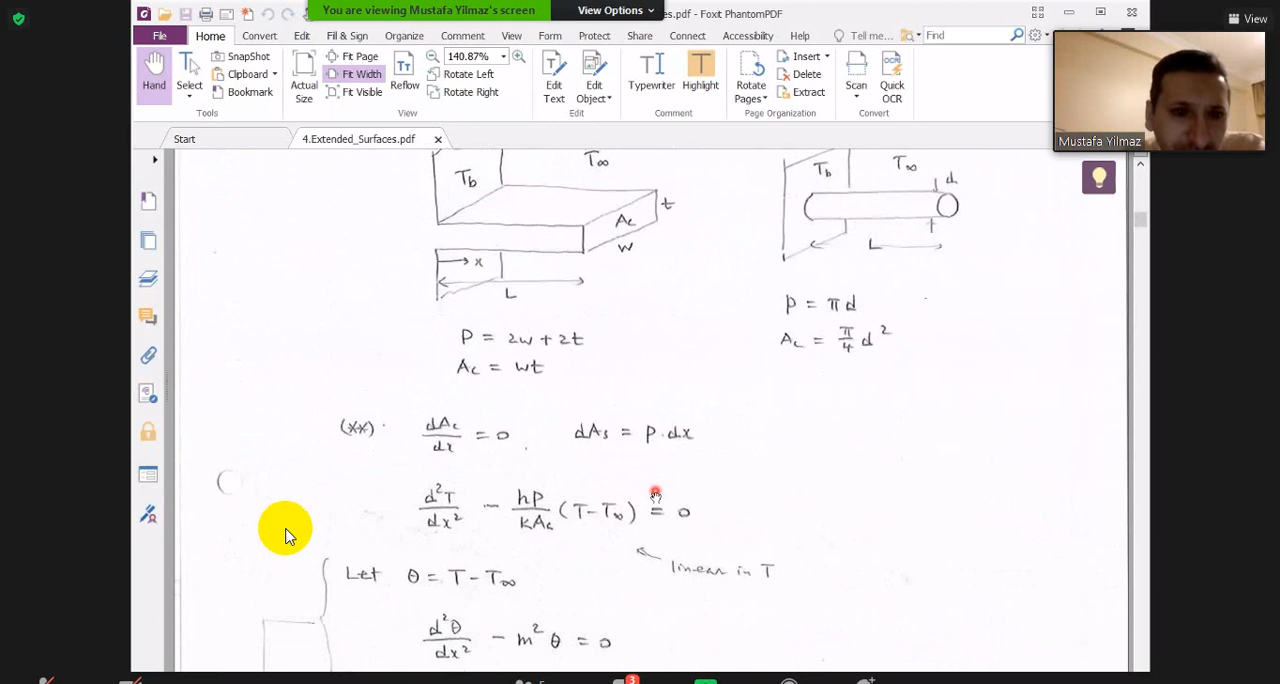 You are viewing Mustafa Yilmaz's screen
View Options
es.pdf - Foxit PhantomPDF
View
File
Home
Convert
Edit
Fill & Sign
Organize
Comment
View
Form
Protect
Share
Connect
Accessibility
Help
Tell me...
Find
Hand
Select
SnapShot
Clipboard
Bookmark
Tools
Actual Size
Fit Page
Fit Width
Fit Visible
Reflow
140.87%
Rotate Left
Rotate Right
View
Edit Text
Edit Object
Edit
Typewriter
Highlight
Comment
Rotate Pages
Insert
Delete
Extract
Page Organization
Scan
Quick OCR
Convert
Mustafa Yilmaz
Start
4.Extended_Surfaces.pdf
Tb T∞
Ac t
w
x
L
Tb T∞ d
L
P = 2w + 2t
Ac = wt
P = πd
Ac = π/4 d²
(**) dAc/dx = 0 dAs = P.dx
d²T/dx² - hP/kAc (T - T∞) = 0
linear in T
Let θ = T - T∞
d²θ/dx² - m²θ = 0
3